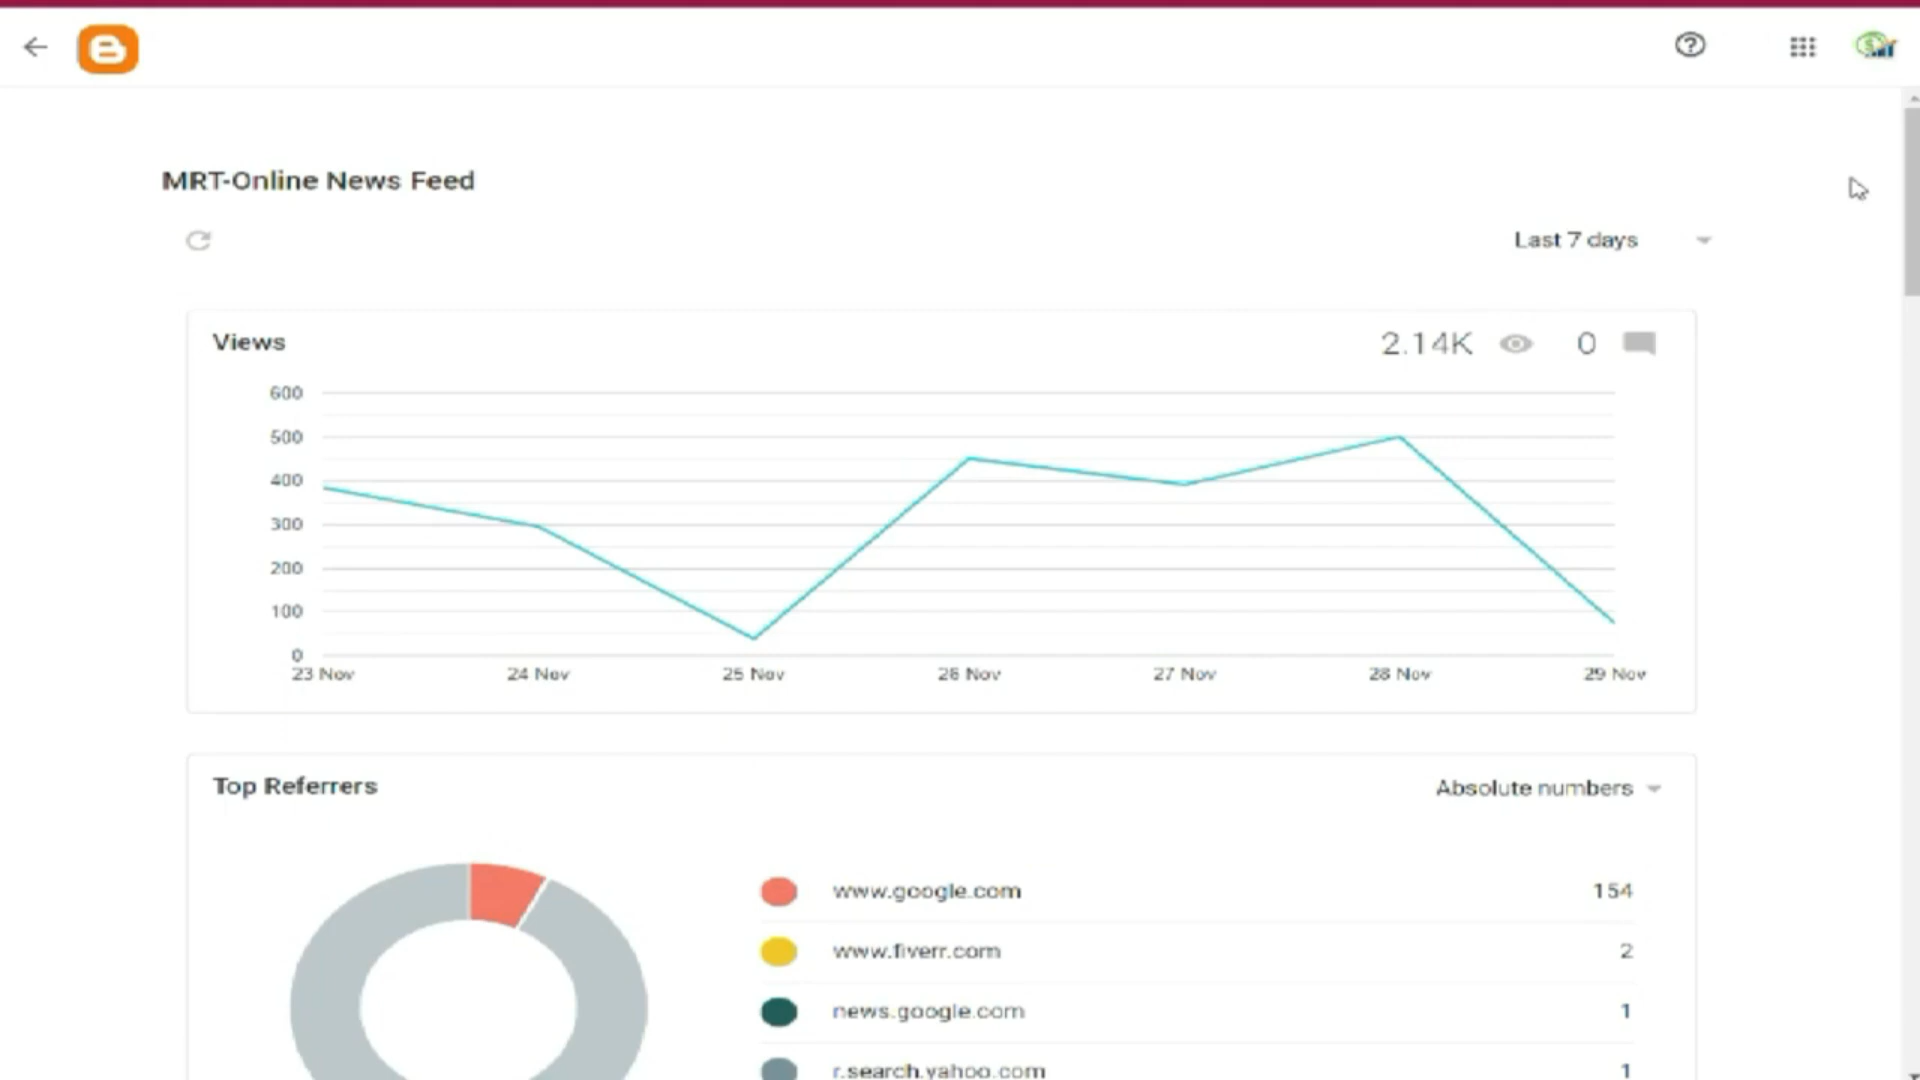 MRT-Online News Feed
Last 7 days
Views
2.14K
0
600
500
400
300
200
100
0
23 Nov 24 Nov 25 Nov 26 Nov 27 Nov 28 Nov 29 Nov
Top Referrers
Absolute numbers
www.google.com 154
www.fiverr.com 2
news.google.com 1
r.search.yahoo.com 1